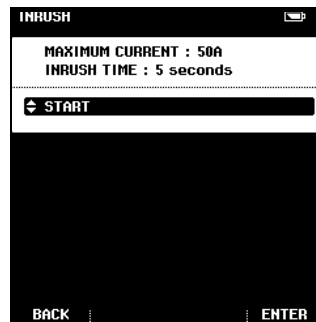 INRUSH
MAXIMUM CURRENT : 50A
INRUSH TIME : 5 seconds
START
BACK
ENTER